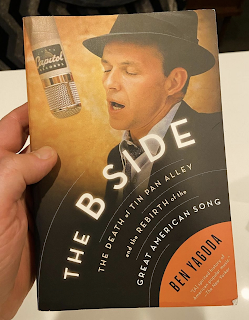 Capitol
RECORDS
THE B SIDE
THE DEATH of TIN PAN ALLEY
and the REBIRTH of the
GREAT AMERICAN SONG
BEN YAGODA